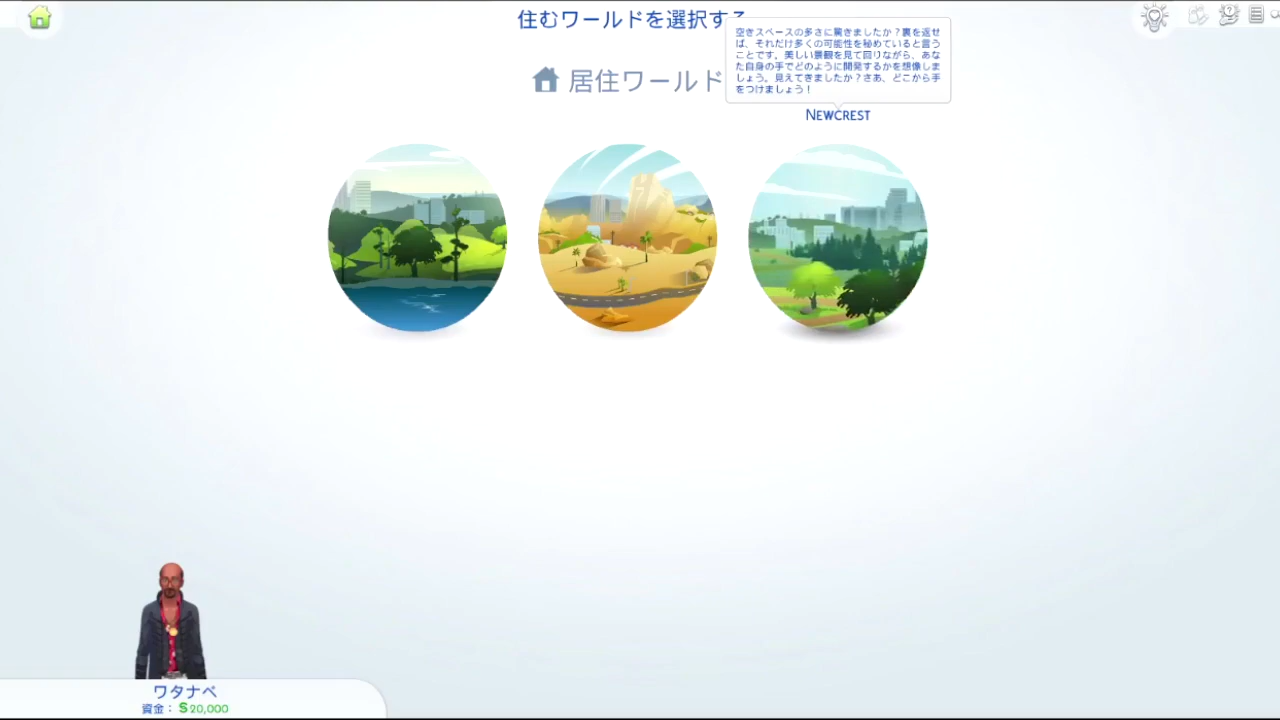 住むワールドを選択する
空きスペースの多さに驚きましたか？裏を返せ
ば、それだけ多くの可能性を秘めていると言う
ことです。美しい景観を見て回りながら、あな
た自身の手でどのように開発するかを想像しま
しょう。見えてきましたか？さあ、どこから手
をつけましょう！
居住ワールド
NEWCREST
ワタナベ
資金： §20,000